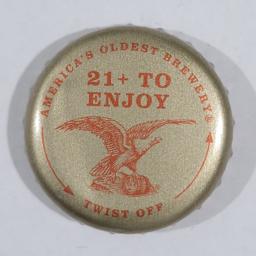 AMERICA'S OLDEST BREWERY®
21+ TO
ENJOY
TWIST OFF